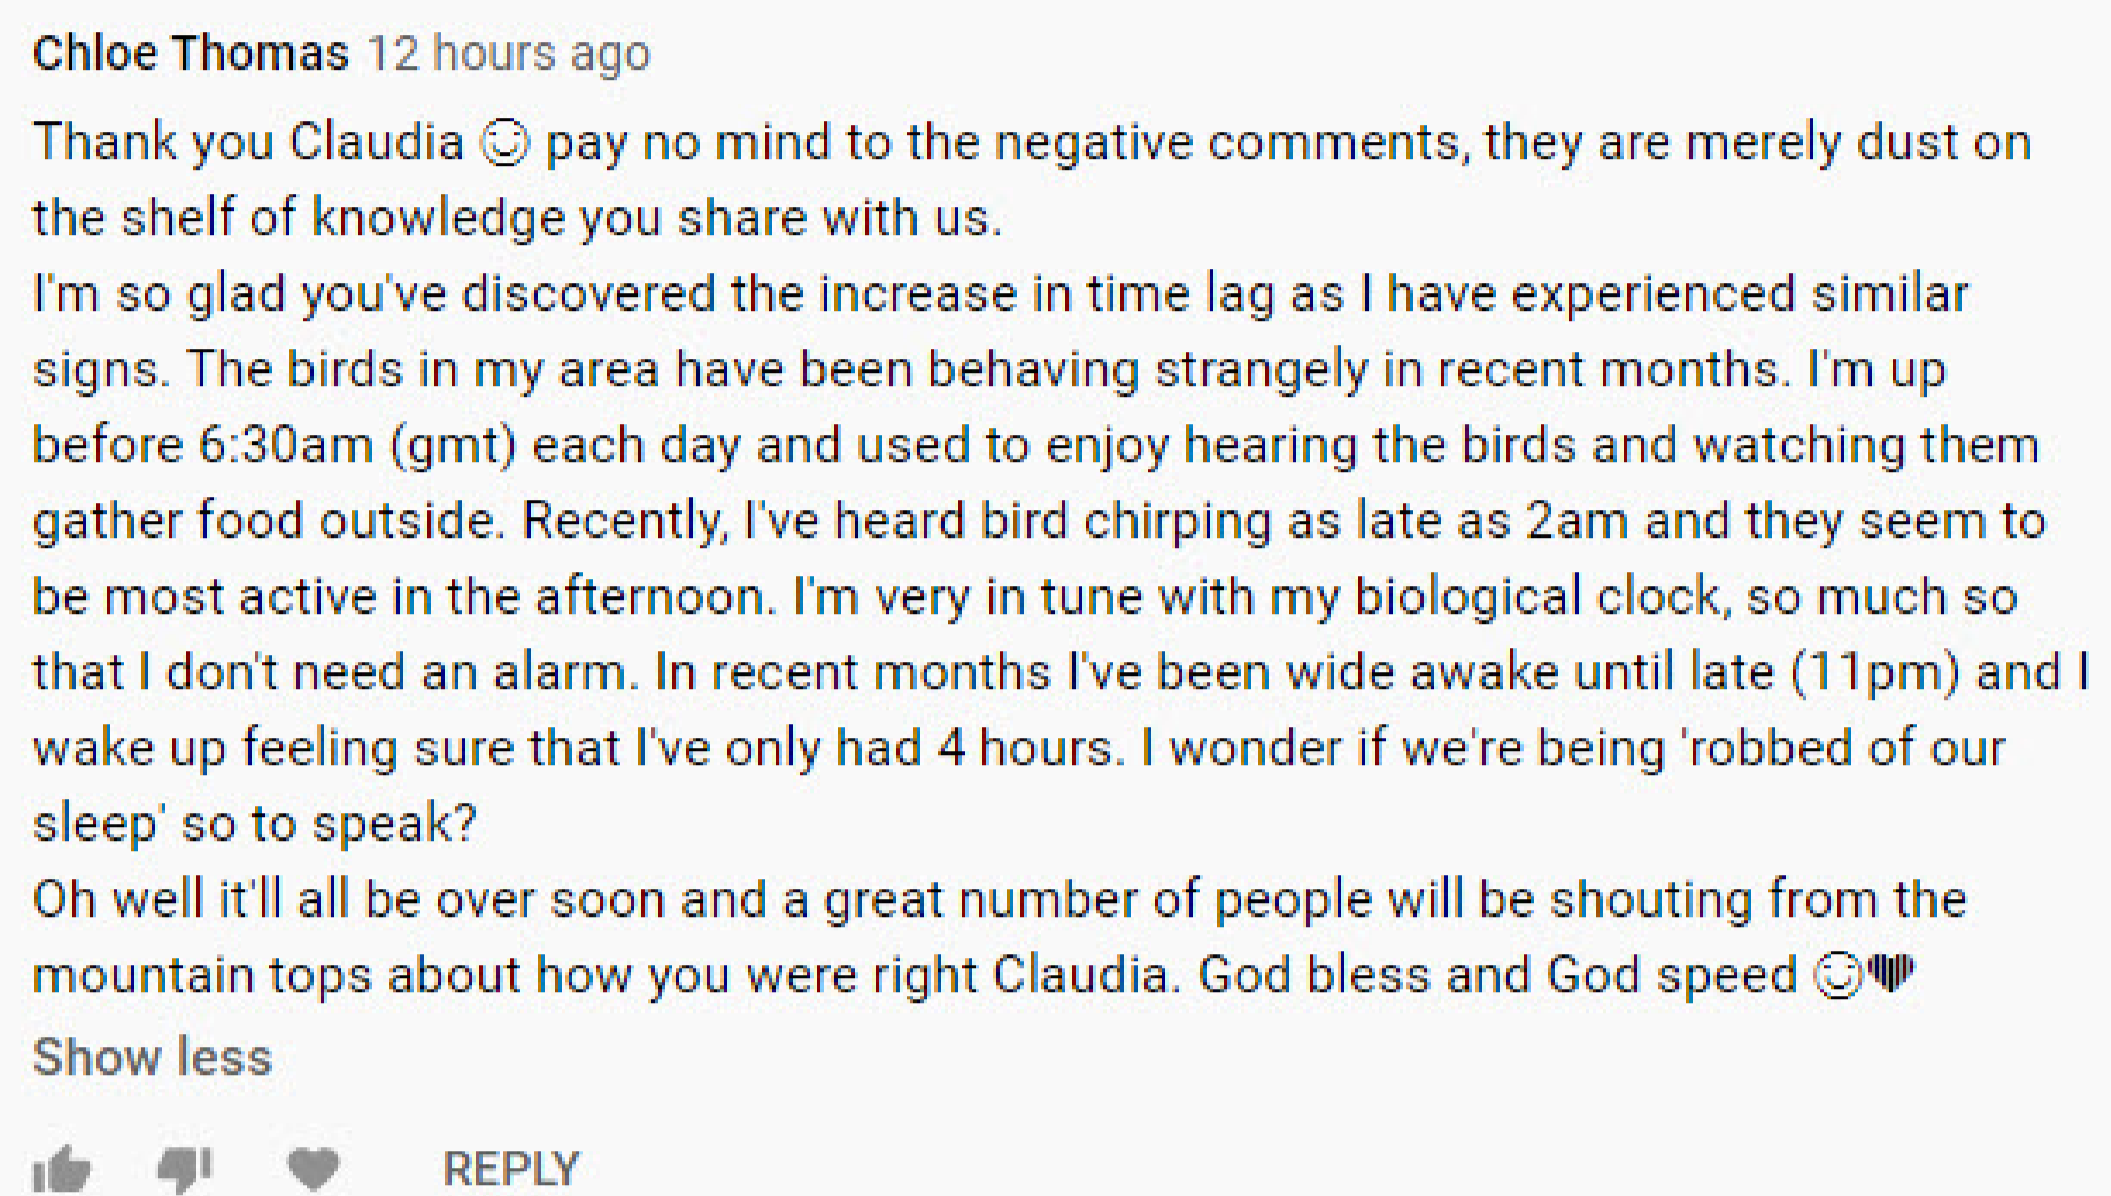 Chloe Thomas 12 hours ago
Thank you Claudia ☺ pay no mind to the negative comments, they are merely dust on
the shelf of knowledge you share with us.
I'm so glad you've discovered the increase in time lag as I have experienced similar
signs. The birds in my area have been behaving strangely in recent months. I'm up
before 6:30am (gmt) each day and used to enjoy hearing the birds and watching them
gather food outside. Recently, I've heard bird chirping as late as 2am and they seem to
be most active in the afternoon. I'm very in tune with my biological clock, so much so
that I don't need an alarm. In recent months I've been wide awake until late (11pm) and I
wake up feeling sure that I've only had 4 hours. I wonder if we're being 'robbed of our
sleep' so to speak?
Oh well it'll all be over soon and a great number of people will be shouting from the
mountain tops about how you were right Claudia. God bless and God speed ☺♥
Show less
REPLY